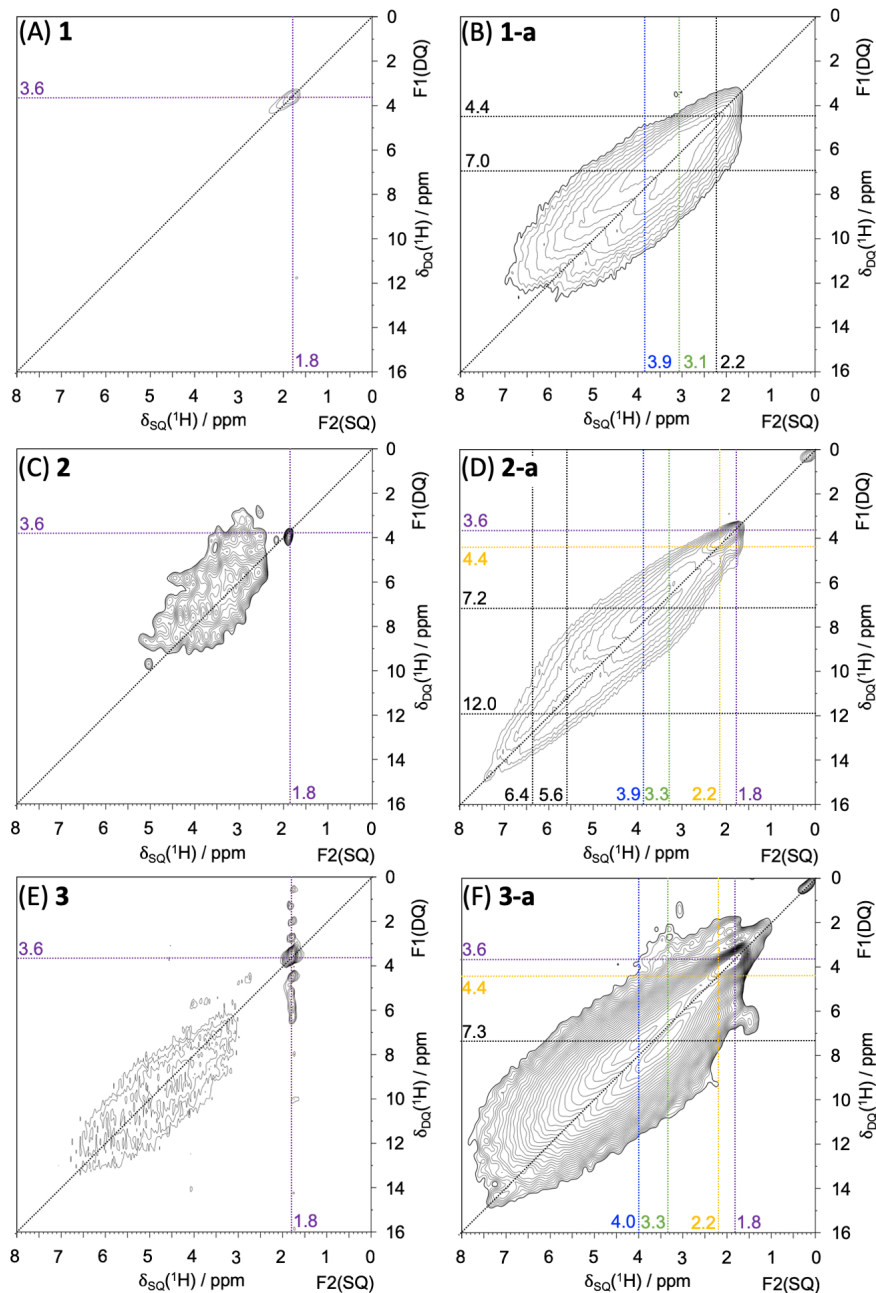 (A) 1
3.6
1.8
0
2
4
6
8
10
12
14
16
F1(DQ)
δDQ(¹H) / ppm
8 7 6 5 4 3 2 1 0
δSQ(¹H) / ppm
F2(SQ)
(B) 1-a
4.4
7.0
3.9
3.1
2.2
0
2
4
6
8
10
12
14
16
F1(DQ)
δDQ(¹H) / ppm
8 7 6 5 4 3 2 1 0
δSQ(¹H) / ppm
F2(SQ)
(C) 2
3.6
1.8
0
2
4
6
8
10
12
14
16
F1(DQ)
δDQ(¹H) / ppm
8 7 6 5 4 3 2 1 0
δSQ(¹H) / ppm
F2(SQ)
(D) 2-a
3.6
4.4
7.2
12.0
6.4
5.6
3.9
3.3
2.2
1.8
0
2
4
6
8
10
12
14
16
F1(DQ)
δDQ(¹H) / ppm
8 7 6 5 4 3 2 1 0
δSQ(¹H) / ppm
F2(SQ)
(E) 3
3.6
1.8
0
2
4
6
8
10
12
14
16
F1(DQ)
δDQ(¹H) / ppm
8 7 6 5 4 3 2 1 0
δSQ(¹H) / ppm
F2(SQ)
(F) 3-a
3.6
4.4
7.3
4.0
3.3
2.2
1.8
0
2
4
6
8
10
12
14
16
F1(DQ)
δDQ(¹H) / ppm
8 7 6 5 4 3 2 1 0
δSQ(¹H) / ppm
F2(SQ)